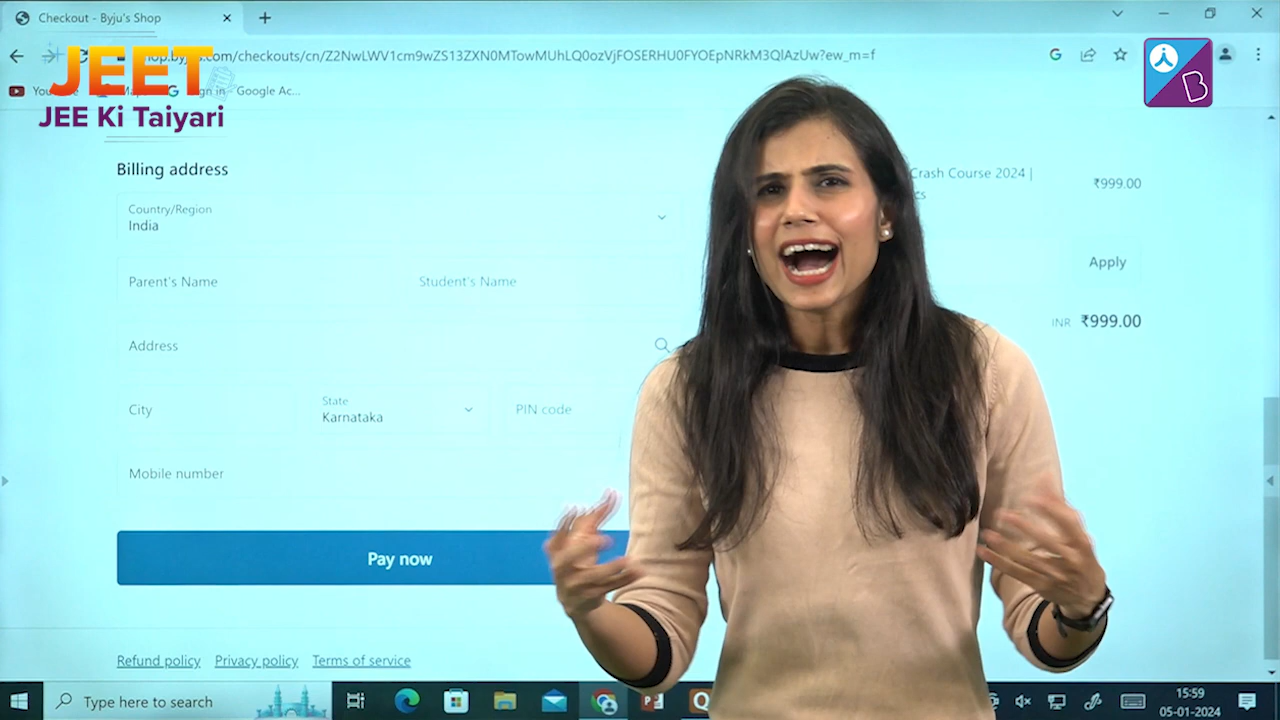 Checkout - Byju's Shop
JEET
JEE Ki Taiyari
Google Ac...
Billing address
Country/Region
India
Parent's Name
Student's Name
Address
City
State
Karnataka
PIN code
Mobile number
Pay now
Refund policy
Privacy policy
Terms of service
Crash Course 2024 |
₹999.00
Apply
INR ₹999.00
B
Type here to search
15:59
05-01-2024